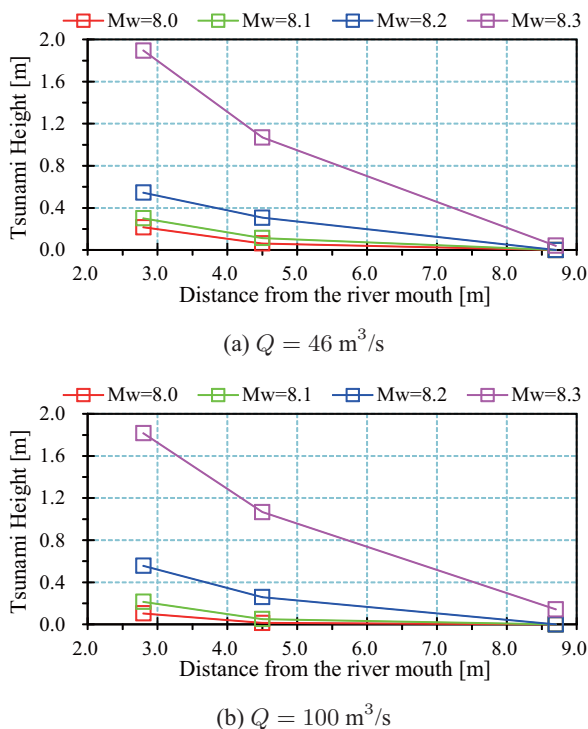 Mw=8.0 Mw=8.1 Mw=8.2 Mw=8.3
2.0
1.6
1.2
0.8
0.4
0.0
Tsunami Height [m]
2.0 3.0 4.0 5.0 6.0 7.0 8.0 9.0
Distance from the river mouth [m]
(a) Q = 46 m³/s
Mw=8.0 Mw=8.1 Mw=8.2 Mw=8.3
2.0
1.6
1.2
0.8
0.4
0.0
Tsunami Height [m]
2.0 3.0 4.0 5.0 6.0 7.0 8.0 9.0
Distance from the river mouth [m]
(b) Q = 100 m³/s